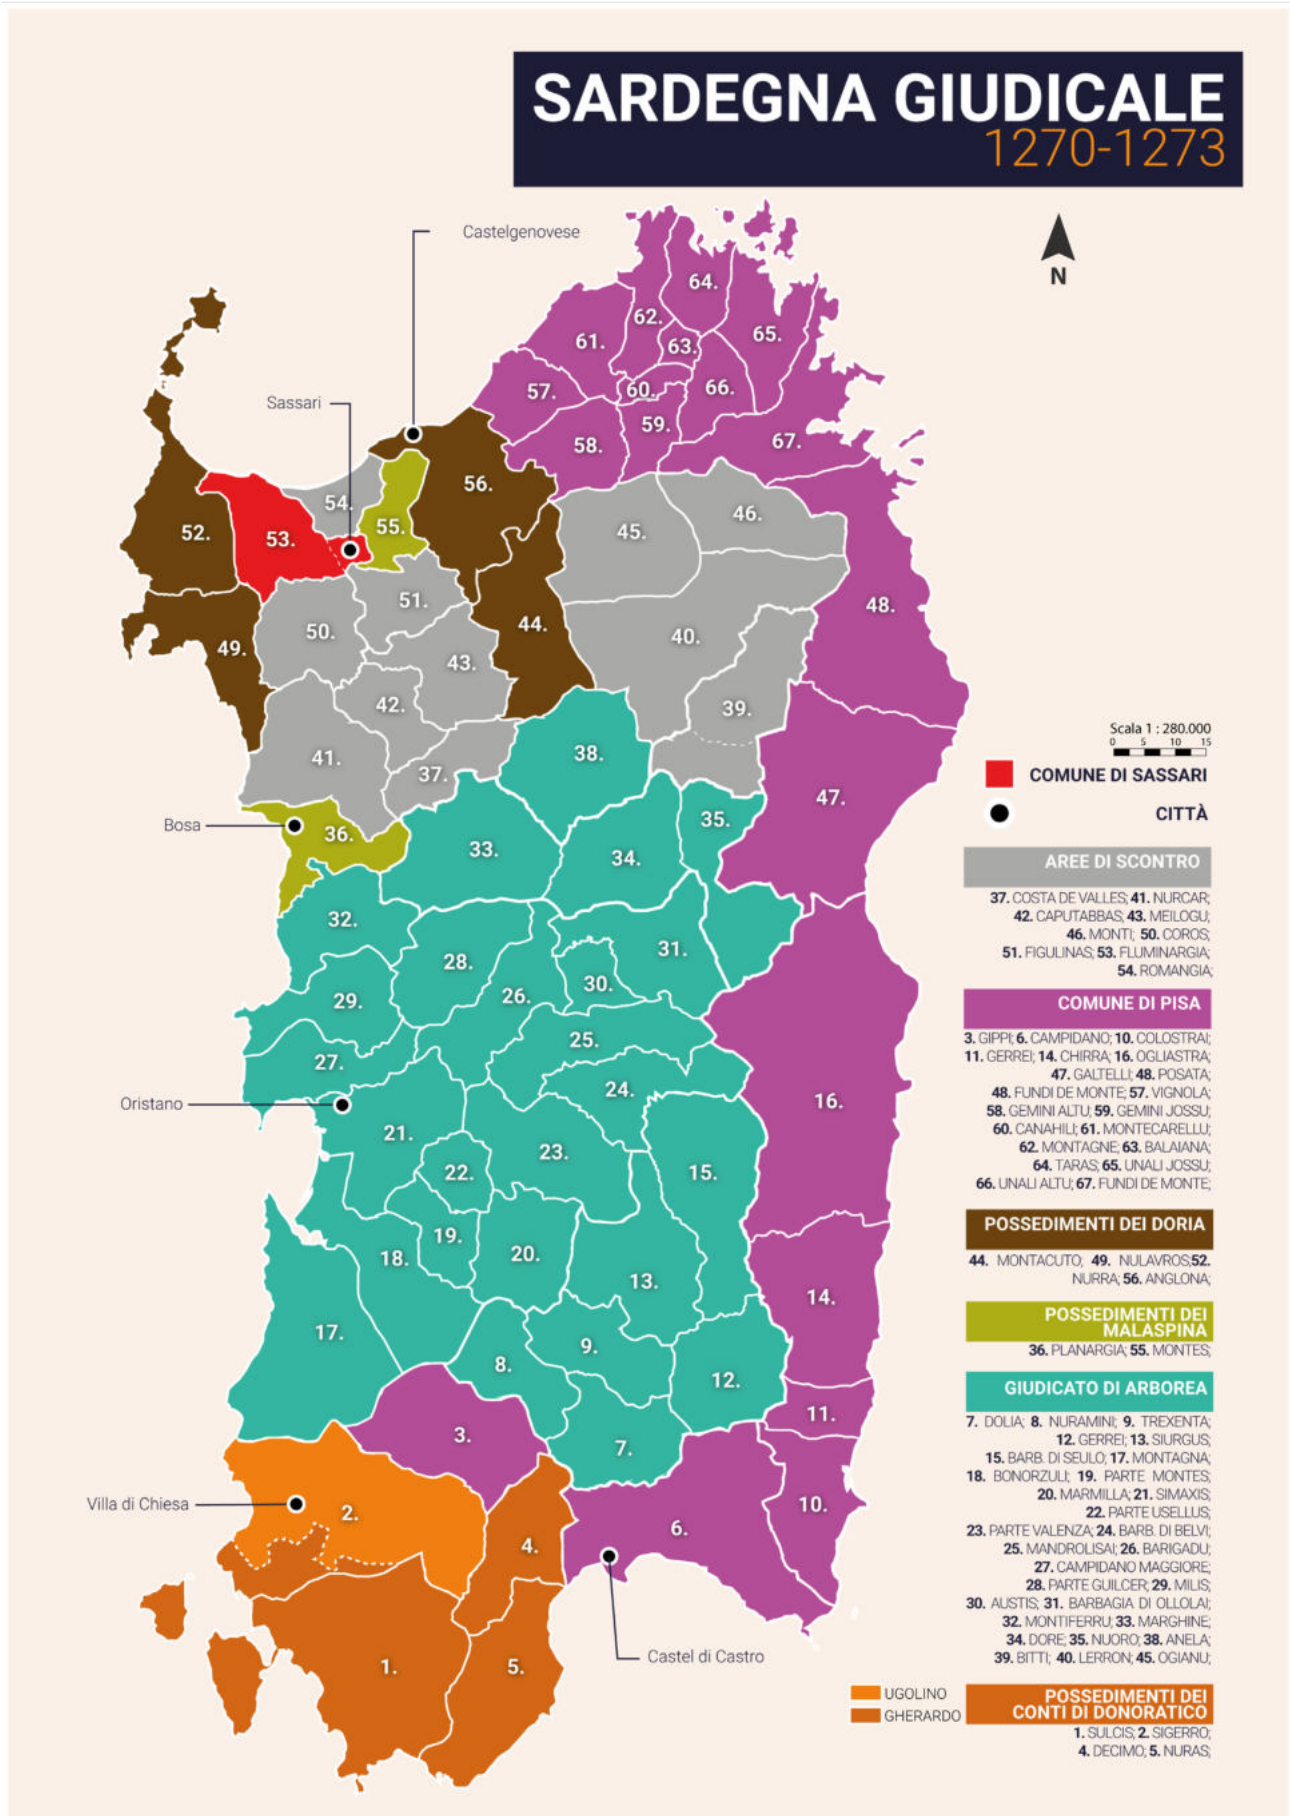 SARDEGNA GIUDICALE
1270-1273
N
Castelgenovese
Sassari
64.
62.
61.
63.
65.
57.
60.
66.
59.
58.
67.
56.
54.
55.
52.
53.
45.
46.
51.
50.
44.
48.
49.
43.
40.
42.
39.
41.
38.
37.
47.
Bosa
36.
35.
33.
34.
32.
31.
28.
30.
29.
26.
25.
27.
24.
Oristano
16.
21.
23.
22.
15.
19.
18.
20.
13.
14.
17.
9.
8.
12.
11.
3.
7.
Villa di Chiesa
2.
10.
6.
4.
Castel di Castro
1.
5.
Scala 1 : 280.000
0 5 10 15
COMUNE DI SASSARI
CITTÀ
AREE DI SCONTRO
37. COSTA DE VALLES; 41. NURCAR;
42. CAPUTABBAS; 43. MEILOGU;
46. MONTI; 50. COROS;
51. FIGULINAS; 53. FLUMINARGIA;
54. ROMANGIA;
COMUNE DI PISA
3. GIPPI; 6. CAMPIDANO; 10. COLOSTRAI;
11. GERREI; 14. CHIRRA; 16. OGLIASTRA;
47. GALTELLI; 48. POSATA;
48. FUNDI DE MONTE; 57. VIGNOLA;
58. GEMINI ALTU; 59. GEMINI JOSSU;
60. CANAHILI; 61. MONTECARELLU;
62. MONTAGNE; 63. BALAIANA;
64. TARAS; 65. UNALI JOSSU;
66. UNALI ALTU; 67. FUNDI DE MONTE;
POSSEDIMENTI DEI DORIA
44. MONTACUTO; 49. NULAVROS;52.
NURRA; 56. ANGLONA;
POSSEDIMENTI DEI
MALASPINA
36. PLANARGIA; 55. MONTES;
GIUDICATO DI ARBOREA
7. DOLIA; 8. NURAMINI; 9. TREXENTA;
12. GERREI; 13. SIURGUS;
15. BARB. DI SEULO; 17. MONTAGNA;
18. BONORZULI; 19. PARTE MONTES;
20. MARMILLA; 21. SIMAXIS;
22. PARTE USELLUS;
23. PARTE VALENZA; 24. BARB. DI BELVI;
25. MANDROLISAI; 26. BARIGADU;
27. CAMPIDANO MAGGIORE;
28. PARTE GUILCER; 29. MILIS;
30. AUSTIS; 31. BARBAGIA DI OLLOLAI;
32. MONTIFERRU; 33. MARGHINE;
34. DORE; 35. NUORO; 38. ANELA;
39. BITTI; 40. LERRON; 45. OGIANU;
UGOLINO
GHERARDO
POSSEDIMENTI DEI
CONTI DI DONORATICO
1. SULCIS; 2. SIGERRO;
4. DECIMO; 5. NURAS;